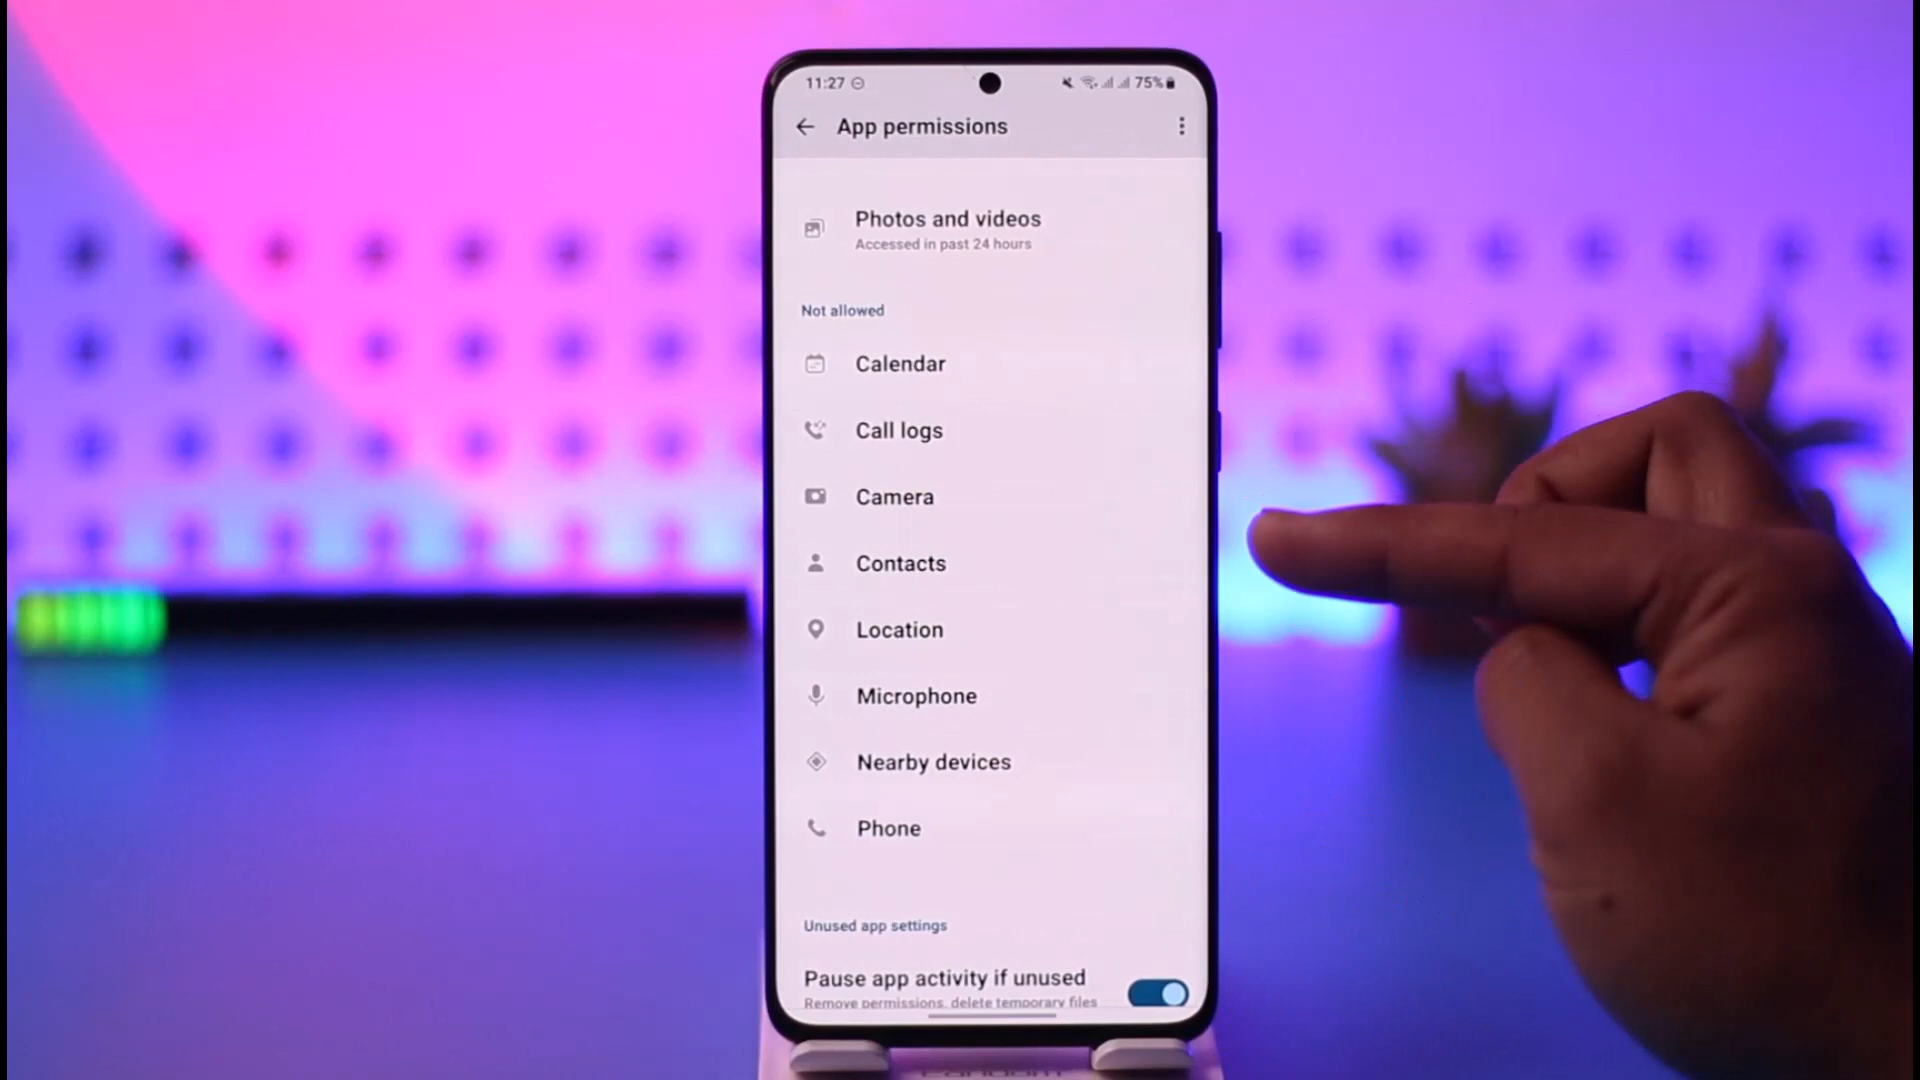 11:27
75%
App permissions
Photos and videos
Accessed in past 24 hours
Not allowed
Calendar
Call logs
Camera
Contacts
Location
Microphone
Nearby devices
Phone
Unused app settings
Pause app activity if unused
Remove permissions, delete temporary files